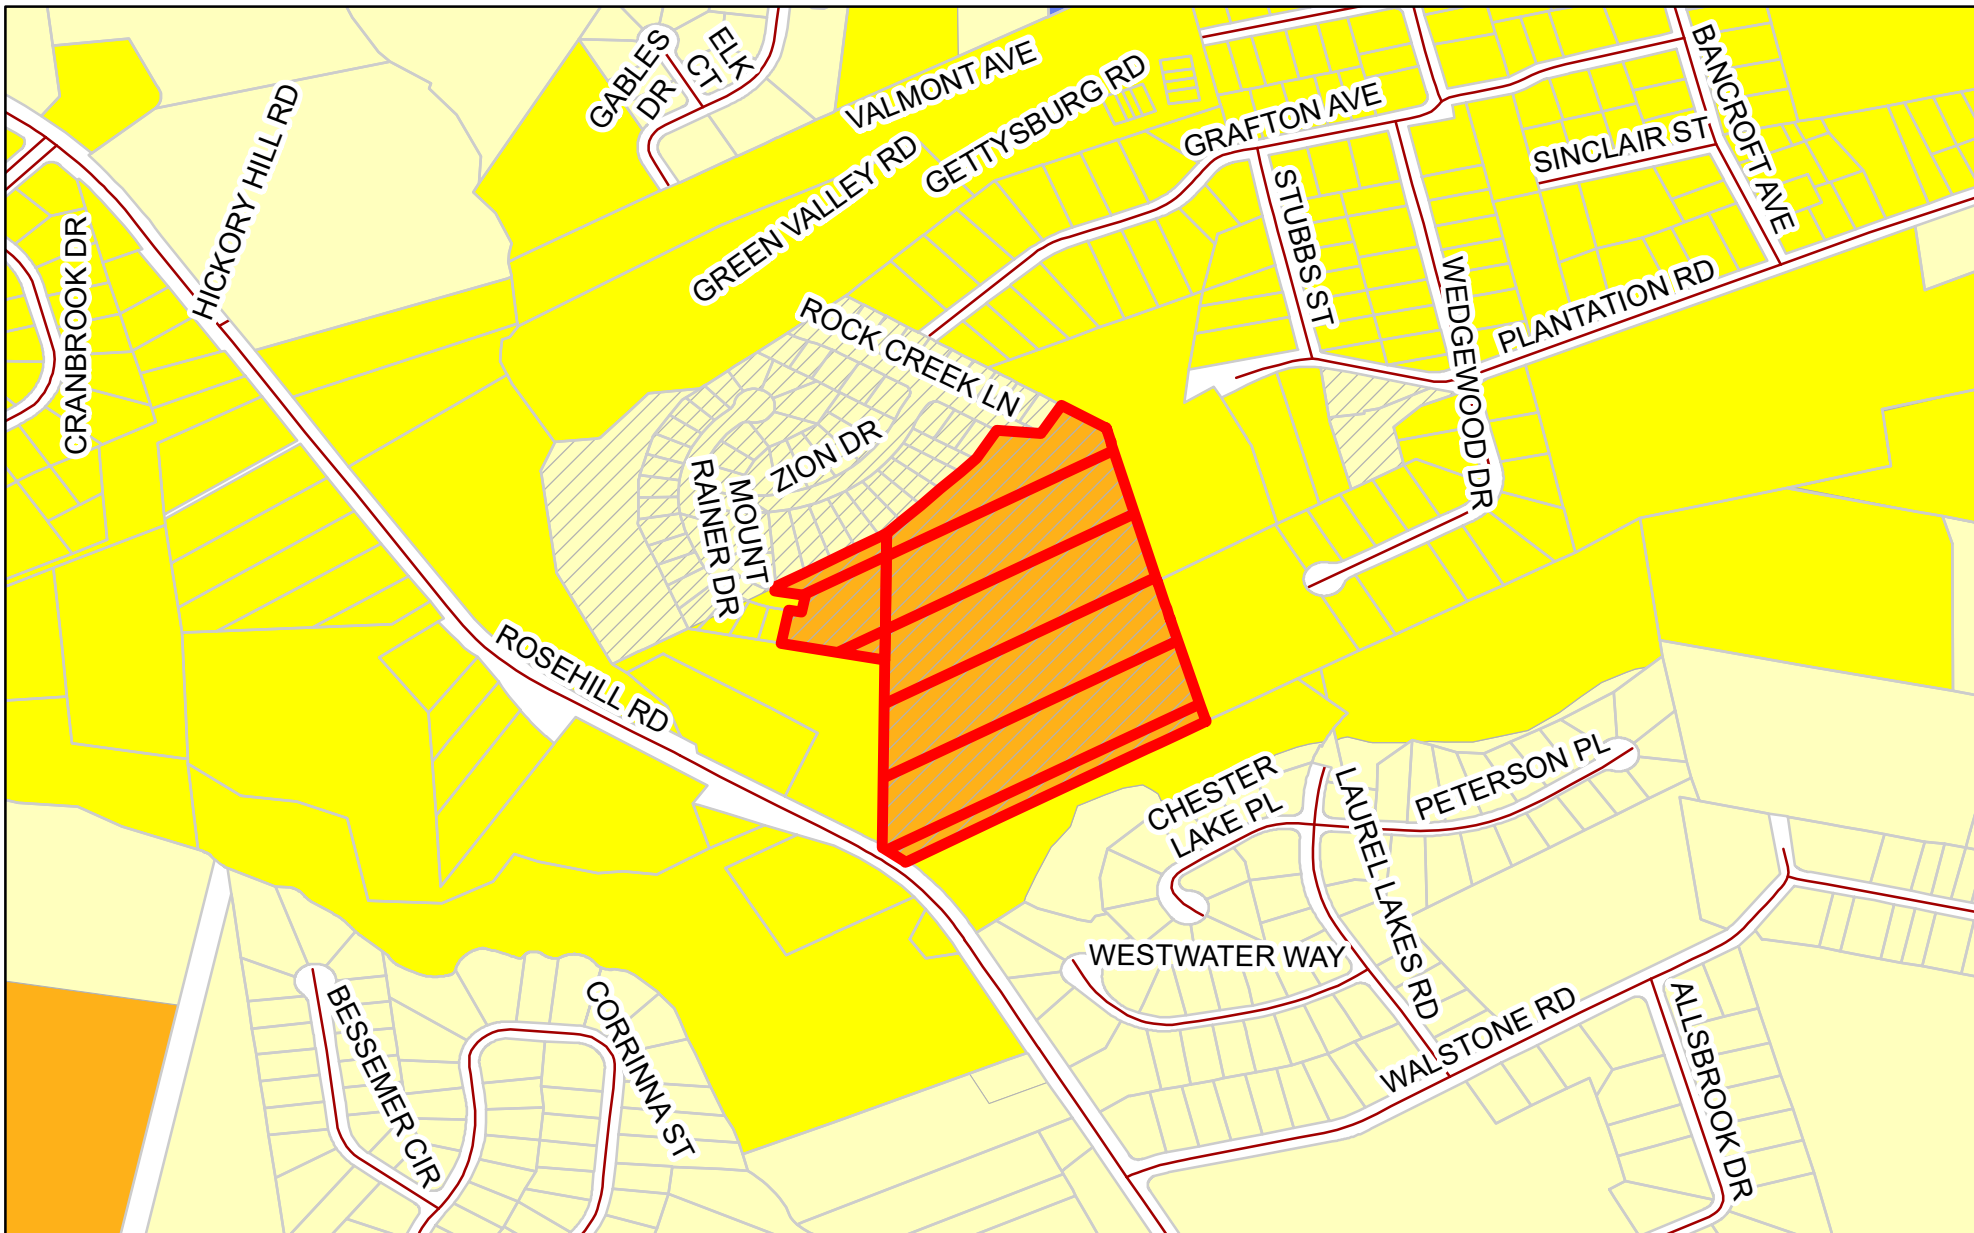 GABLES
DR
ELK
CT
VALMONT AVE
BANCROFT AVE
HICKORY HILL RD
GREEN VALLEY RD
GETTYSBURG RD
GRAFTON AVE
SINCLAIR ST
STUBBS ST
CRANBROOK DR
WEDGEWOOD DR
PLANTATION RD
ROCK CREEK LN
ZION DR
MOUNT
RAINER DR
ROSEHILL RD
CHESTER
LAKE PL
LAUREL LAKES RD
PETERSON PL
WESTWATER WAY
WALSTONE RD
ALLSBROOK DR
BESSEMER CIR
CORRINNA ST